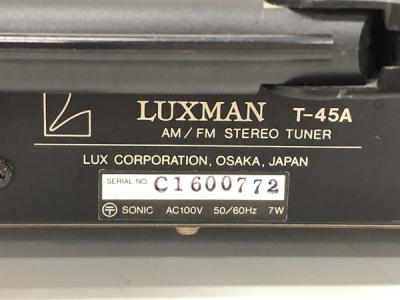 LUXMAN T-45A
AM/FM STEREO TUNER
LUX CORPORATION, OSAKA, JAPAN
SERIAL NO. C1600772
SONIC AC100V 50/60Hz 7W